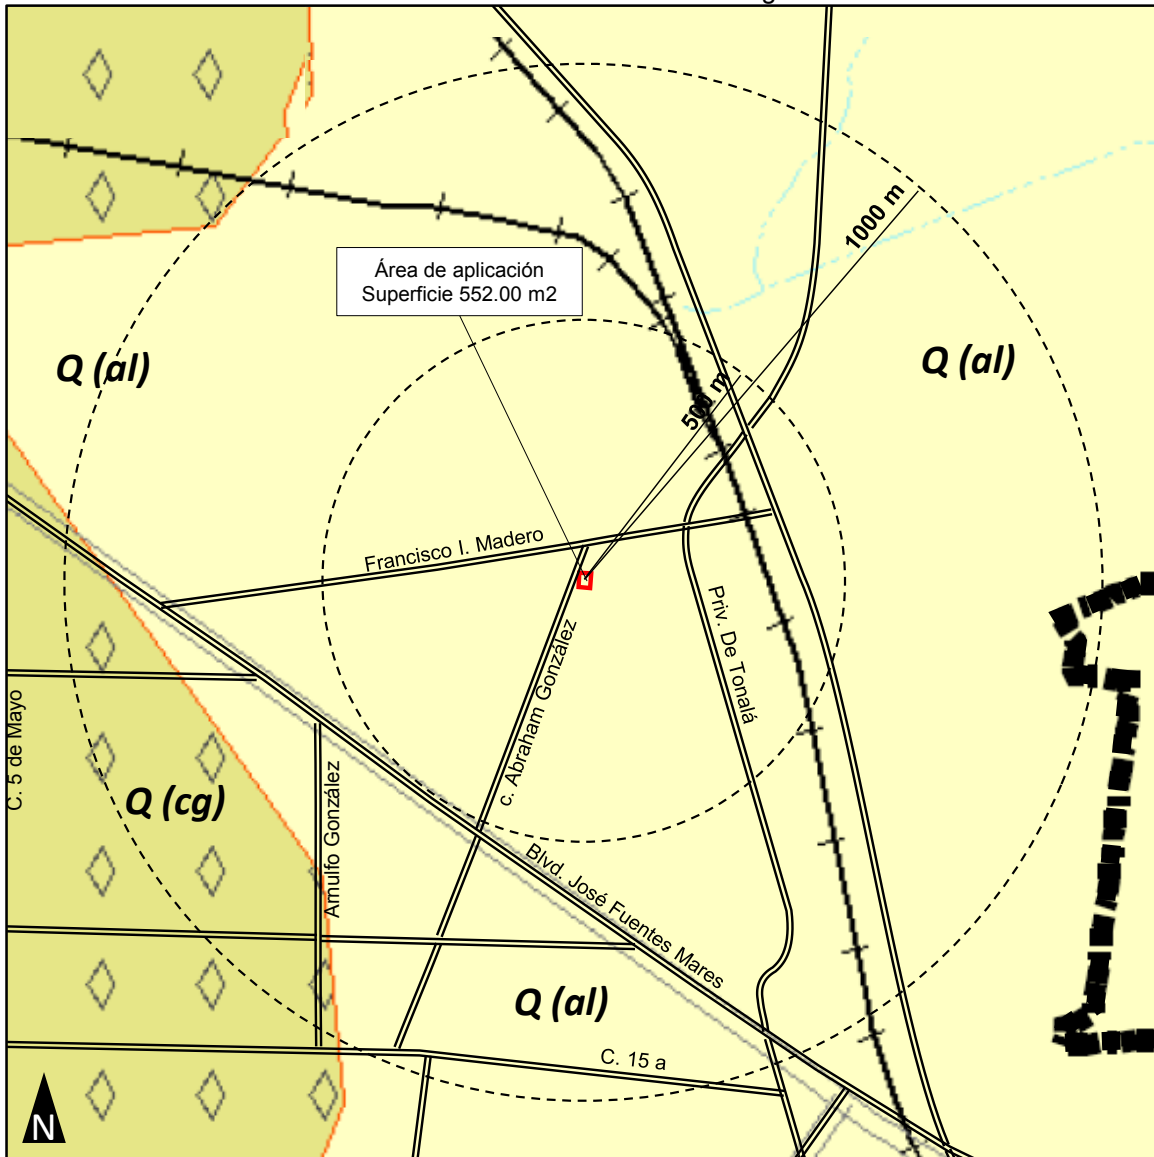 1000 m
Área de aplicación
Superficie 552.00 m2
Q (al)
Q (al)
500 m
Francisco I. Madero
Priv. De Tonalá
c. Abraham González
C. 5 de Mayo
Q (cg)
Arnulfo González
Blvd. José Fuentes Mares
Q (al)
C. 15 a
N